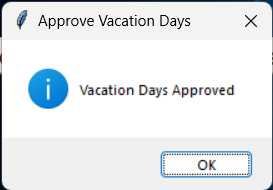 Approve Vacation Days
Vacation Days Approved
OK